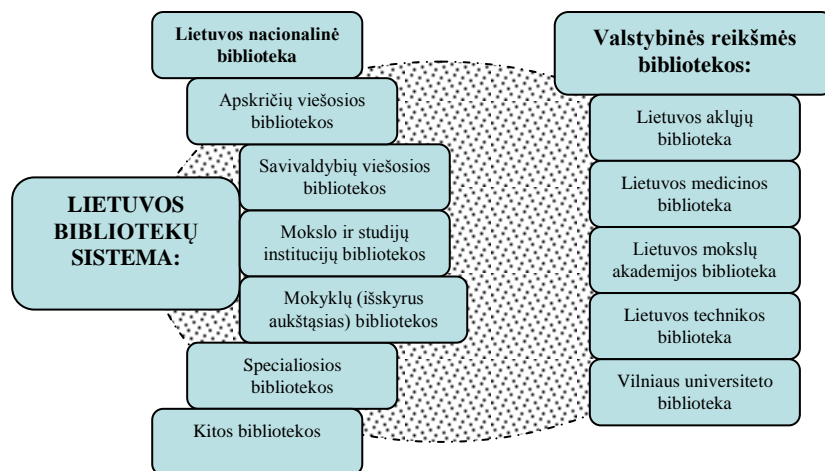 Lietuvos nacionalinė
biblioteka
Apskričių viešosios
bibliotekos
Savivaldybių viešosios
bibliotekos
LIETUVOS
BIBLIOTEKŲ
SISTEMA:
Mokslo ir studijų
institucijų bibliotekos
Mokyklų (išskyrus
aukštąsias) bibliotekos
Specialiosios
bibliotekos
Kitos bibliotekos
Valstybinės reikšmės
bibliotekos:
Lietuvos aklųjų
biblioteka
Lietuvos medicinos
biblioteka
Lietuvos mokslų
akademijos biblioteka
Lietuvos technikos
biblioteka
Vilniaus universiteto
biblioteka